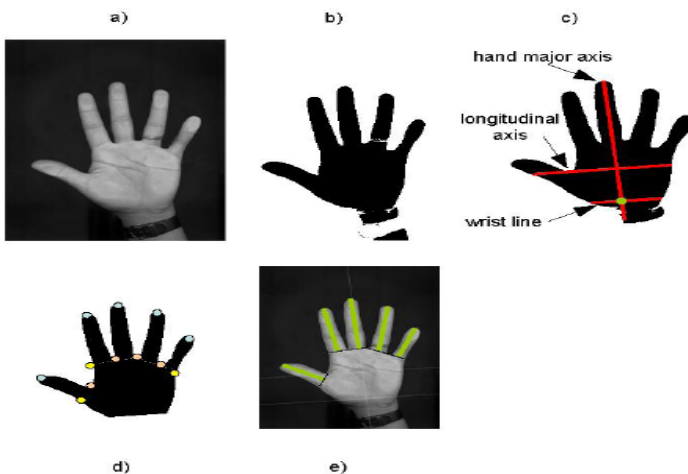 a)
b)
c)
hand major axis
longitudinal
axis
wrist line
d)
e)